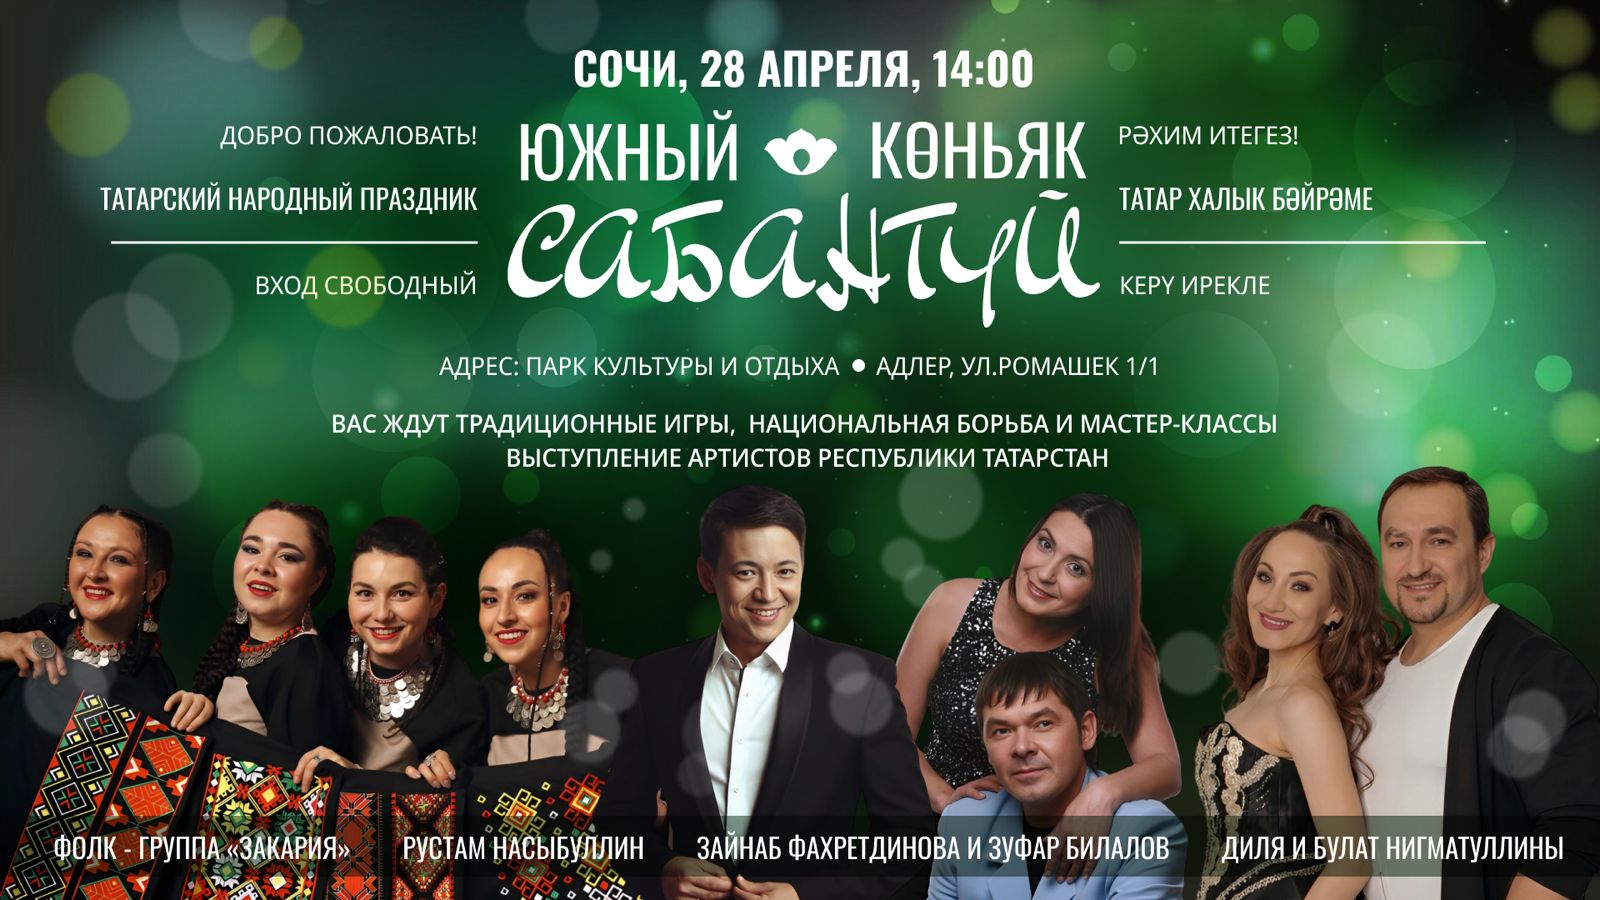 СОЧИ, 28 АПРЕЛЯ, 14:00
ДОБРО ПОЖАЛОВАТЬ!
ТАТАРСКИЙ НАРОДНЫЙ ПРАЗДНИК
ВХОД СВОБОДНЫЙ
ЮЖНЫЙ КӨНЬЯК
САБАНТУЙ
РӘХИМ ИТЕГЕЗ!
ТАТАР ХАЛЫК БӘЙРӘМЕ
КЕРҮ ИРЕКЛЕ
АДРЕС: ПАРК КУЛЬТУРЫ И ОТДЫХА • АДЛЕР, УЛ.РОМАШЕК 1/1
ВАС ЖДУТ ТРАДИЦИОННЫЕ ИГРЫ, НАЦИОНАЛЬНАЯ БОРЬБА И МАСТЕР-КЛАССЫ
ВЫСТУПЛЕНИЕ АРТИСТОВ РЕСПУБЛИКИ ТАТАРСТАН
ФОЛК - ГРУППА «ЗАКАРИЯ» РУСТАМ НАСЫБУЛЛИН ЗАЙНАБ ФАХРЕТДИНОВА И ЗУФАР БИЛАЛОВ ДИЛЯ И БУЛАТ НИГМАТУЛЛИНЫ